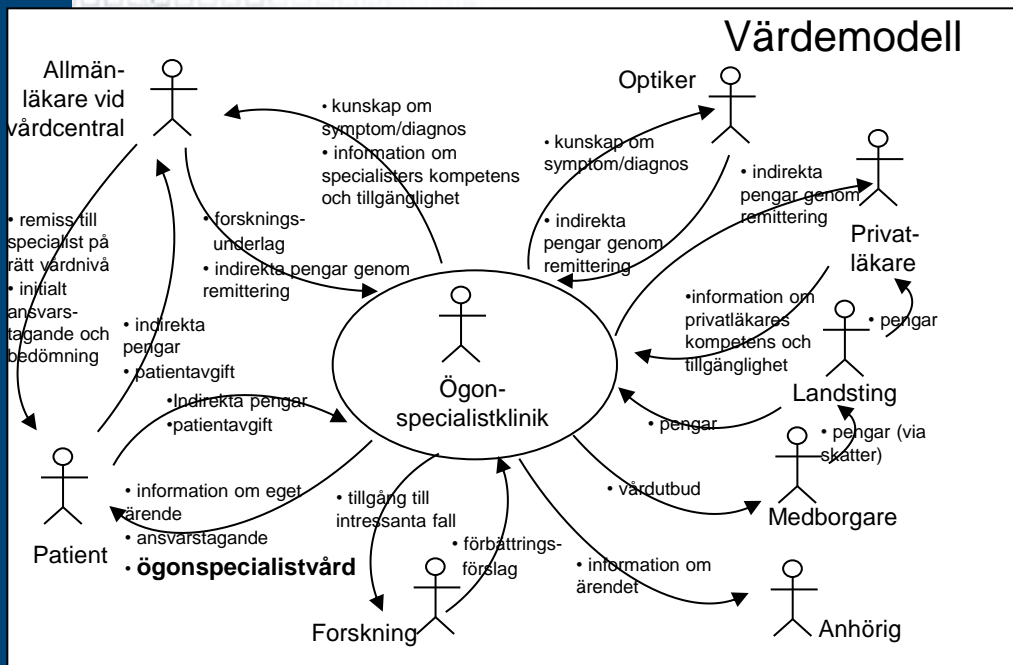 Värdemodell
Allmän-
läkare vid
vårdcentral
• kunskap om
symptom/diagnos
• information om
specialisters kompetens
och tillgänglighet
Optiker
• kunskap om
symptom/diagnos
• indirekta
pengar genom
remittering
• indirekta
pengar genom
remittering
Privat-
läkare
• remiss till
specialist på
rätt vårdnivå
• initialt
ansvars-
tagande och
bedömning
• forsknings-
underlag
• indirekta pengar genom
remittering
• indirekta
pengar
• patientavgift
•information om
privatläkares
kompetens och
tillgänglighet
• pengar
Landsting
Ögon-
specialistklinik
•Indirekta pengar
•patientavgift
• pengar
• pengar (via
skatter)
Patient
• information om eget
ärende
• ansvarstagande
• ögonspecialistvård
• tillgång till
intressanta fall
• förbättrings-
förslag
• vårdutbud
Medborgare
• information om
ärendet
Forskning
Anhörig